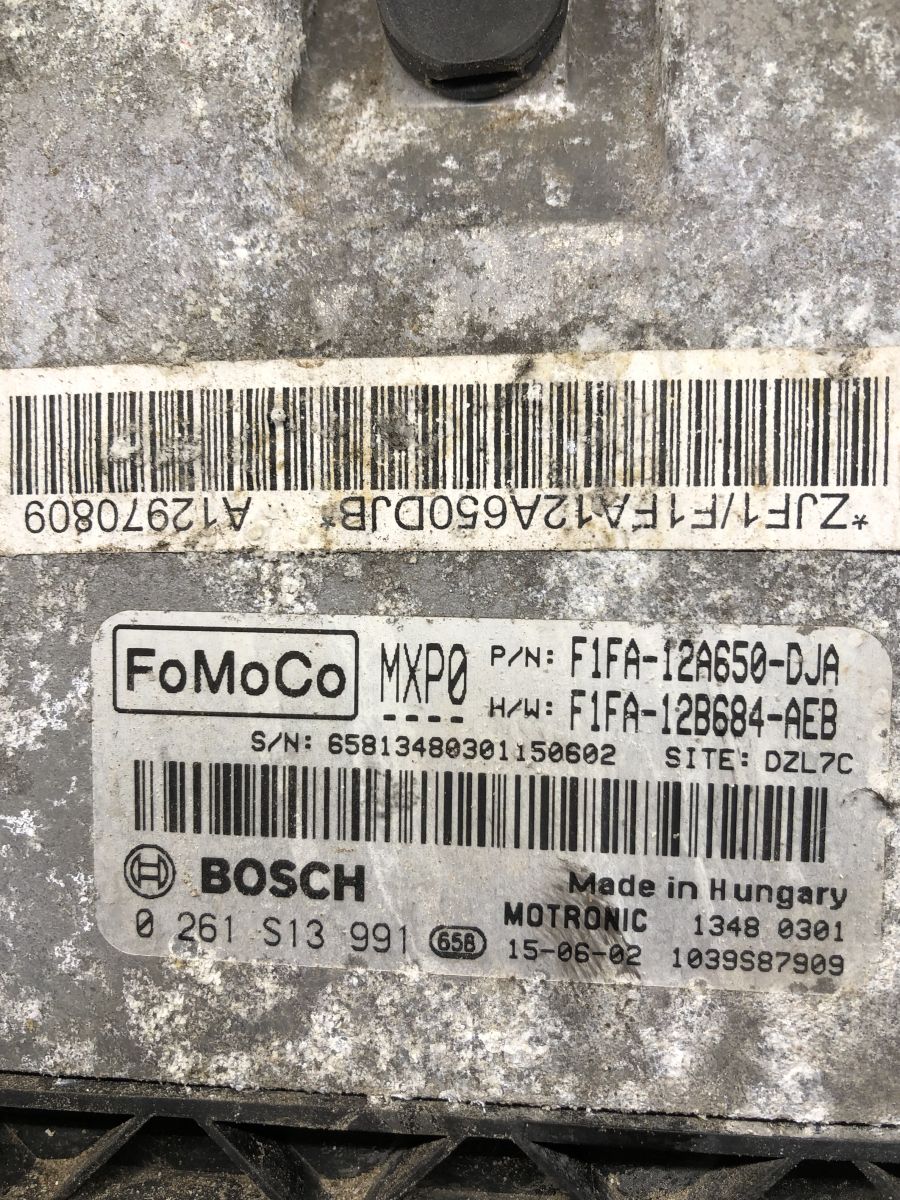 *ZJF1/F1FA12A650DJB* A12970809
FoMoCo MXP0 P/N: F1FA-12A650-DJA
H/W: F1FA-12B684-AEB
S/N: 65813480301150602 SITE: DZL7C
BOSCH Made in Hungary
0 261 S13 991 658 MOTRONIC 1348 0301
15-06-02 1039S87909